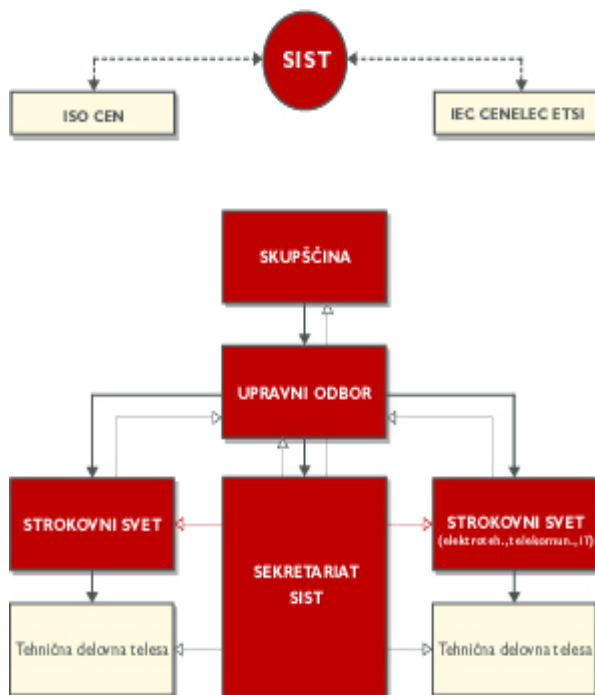 SIST
ISO CEN
IEC CENELEC ETSI
SKUPŠČINA
UPRAVNI ODBOR
STROKOVNI SVET
SEKRETARIAT
SIST
STROKOVNI SVET
(elektroteh., telekomun., iT)
Tehnična delovna telesa
Tehnična delovna telesa